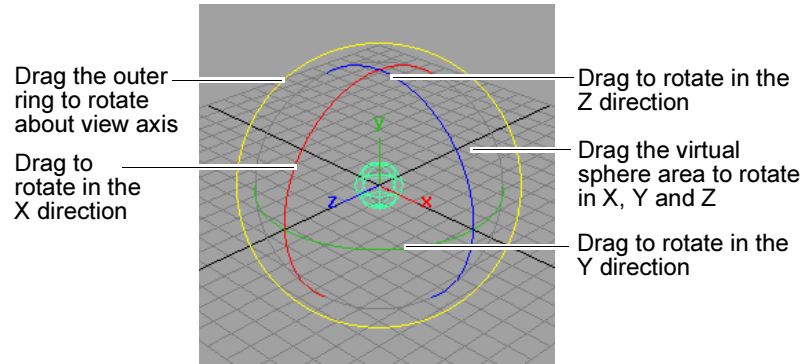 Drag the outer
ring to rotate
about view axis
Drag to
rotate in the
X direction
y
z
x
Drag to rotate in the
Z direction
Drag the virtual
sphere area to rotate
in X, Y and Z
Drag to rotate in the
Y direction